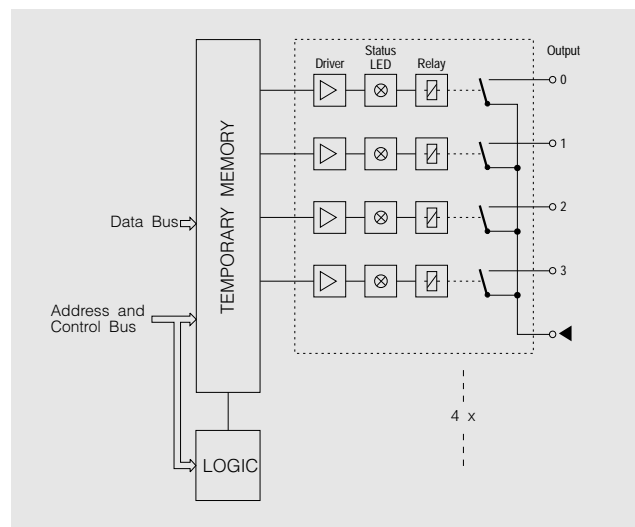 Driver
Status
LED
Relay
Output
0
1
2
3
TEMPORARY MEMORY
Data Bus
Address and
Control Bus
LOGIC
4 x